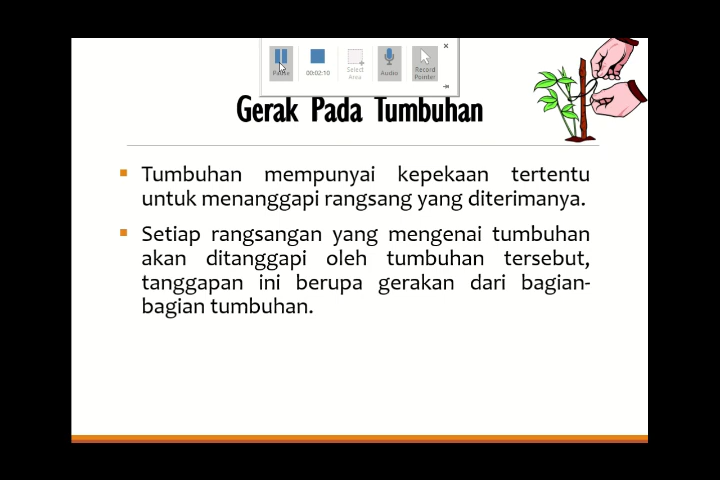 Pause
00:02:10
Select
Area
Audio
Record
Pointer
Gerak Pada Tumbuhan
Tumbuhan mempunyai kepekaan tertentu
untuk menanggapi rangsang yang diterimanya.
Setiap rangsangan yang mengenai tumbuhan
akan ditanggapi oleh tumbuhan tersebut,
tanggapan ini berupa gerakan dari bagian-
bagian tumbuhan.